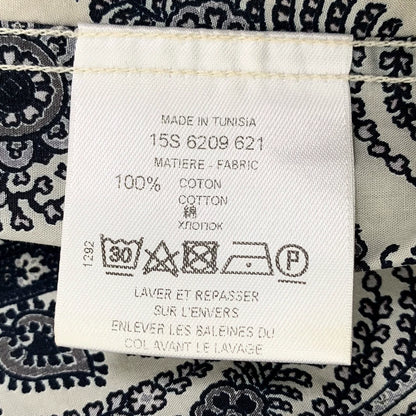 MADE IN TUNISIA
15S 6209 621
MATIERE - FABRIC
100% COTON
COTTON
綿
ХЛОПОК
1292
30
P
LAVER ET REPASSER
SUR L'ENVERS
ENLEVER LES BALEINES DU
COL AVANT LE LAVAGE